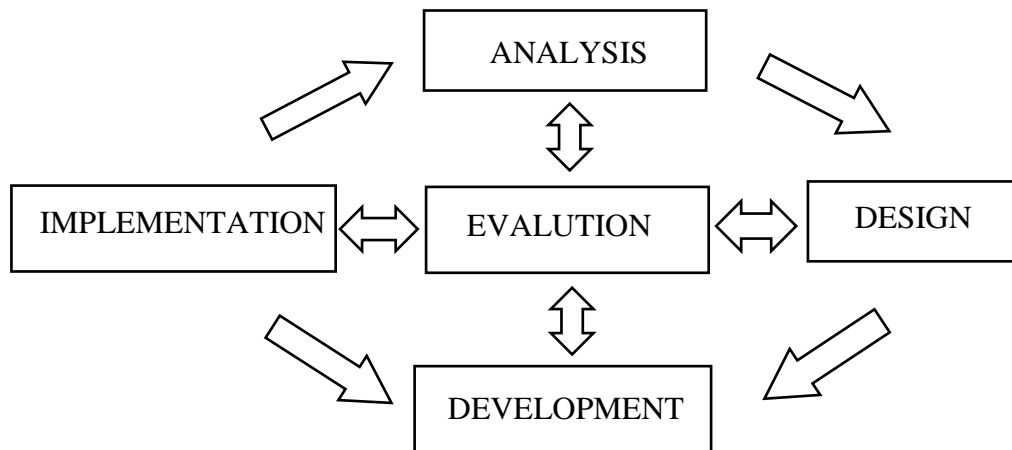 ANALYSIS
IMPLEMENTATION
EVALUTION
DESIGN
DEVELOPMENT